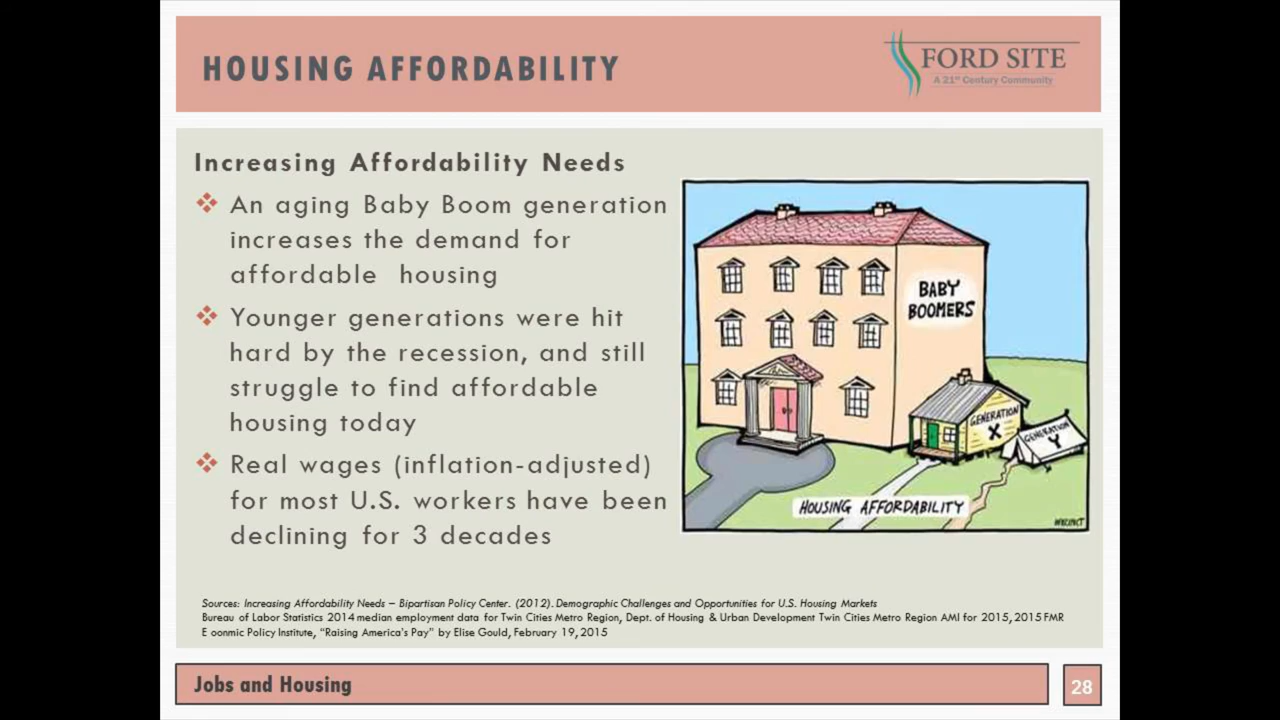 HOUSING AFFORDABILITY
FORD SITE
A 21st Century Community
Increasing Affordability Needs
An aging Baby Boom generation
increases the demand for
affordable housing
Younger generations were hit
hard by the recession, and still
struggle to find affordable
housing today
Real wages (inflation-adjusted)
for most U.S. workers have been
declining for 3 decades
BABY
BOOMERS
GENERATION
X
GENERATION
Y
HOUSING AFFORDABILITY
Sources: Increasing Affordability Needs – Bipartisan Policy Center. (2012). Demographic Challenges and Opportunities for U.S. Housing Markets
Bureau of Labor Statistics 2014 median employment data for Twin Cities Metro Region, Dept. of Housing & Urban Development Twin Cities Metro Region AMI for 2015, 2015 FMR
E oonmic Policy Institute, “Raising America's Pay” by Elise Gould, February 19, 2015
Jobs and Housing
28